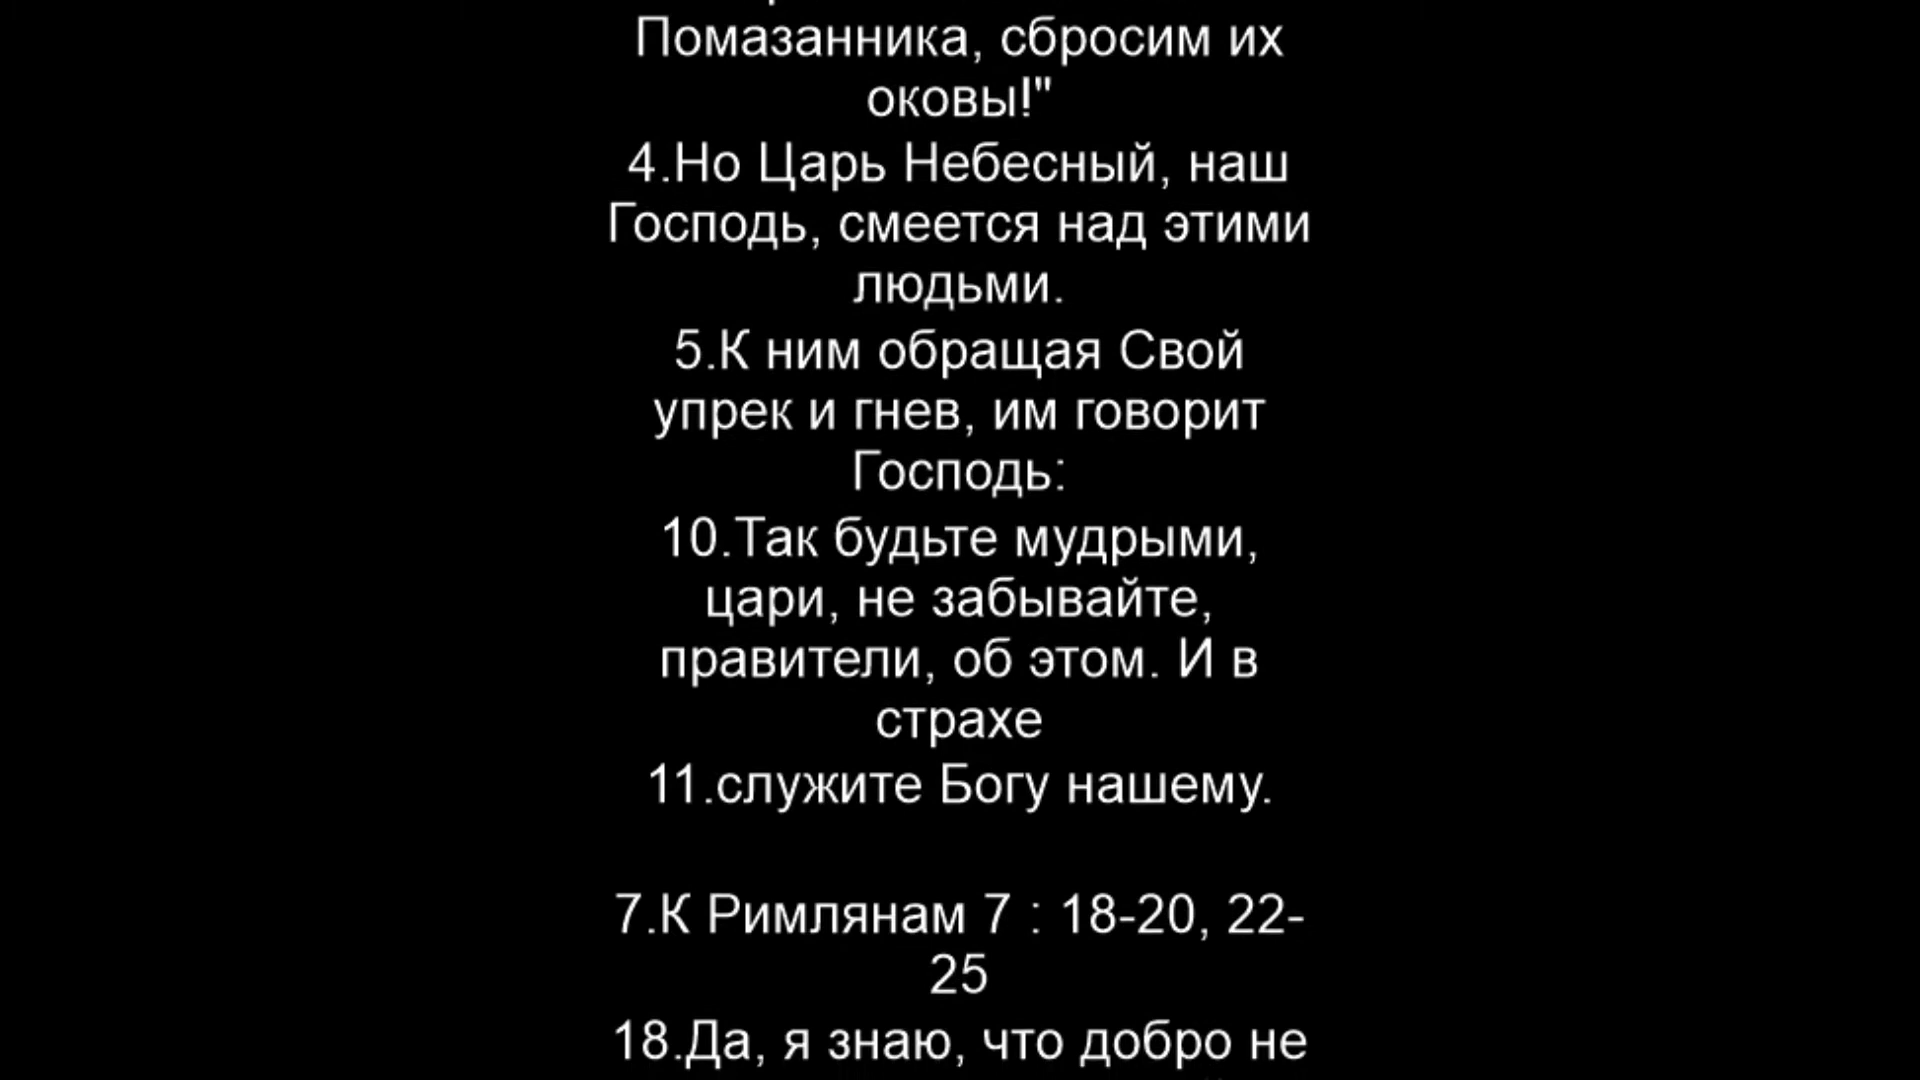 Помазанника, сбросим их
оковы!"
4.Но Царь Небесный, наш
Господь, смеется над этими
людьми.
5.К ним обращая Свой
упрек и гнев, им говорит
Господь:
10.Так будьте мудрыми,
цари, не забывайте,
правители, об этом. И в
страхе
11.служите Богу нашему.
7.К Римлянам 7 : 18-20, 22-
25
18.Да, я знаю, что добро не